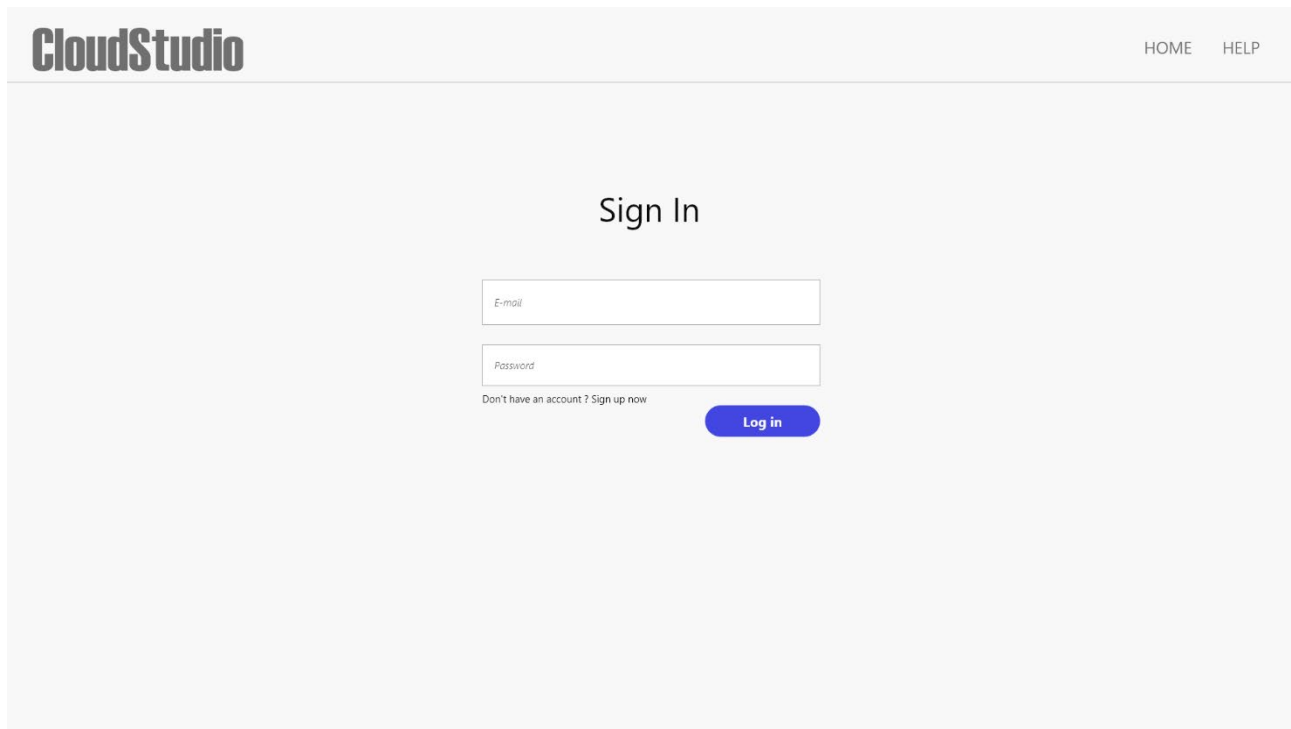 CloudStudio
HOME HELP
Sign In
E-mail
Password
Don't have an account ? Sign up now
Log in